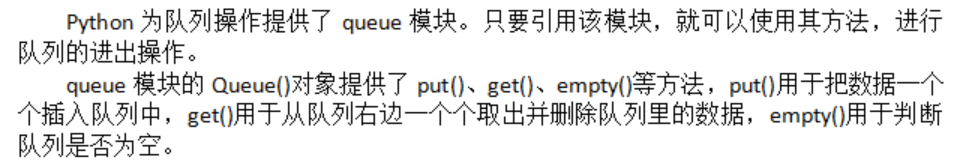 Python 为队列操作提供了 queue 模块。只要引用该模块，就可以使用其方法，进行
队列的进出操作。
queue 模块的 Queue()对象提供了 put()、get()、empty()等方法，put()用于把数据一个
个插入队列中，get()用于从队列右边一个个取出并删除队列里的数据，empty()用于判断
队列是否为空。